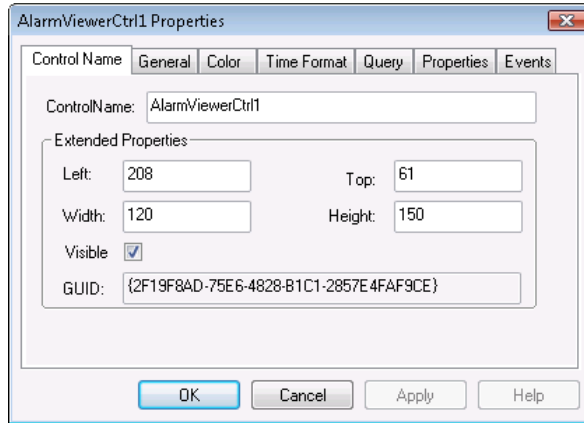 AlarmViewerCtrl1 Properties
Control Name General Color Time Format Query Properties Events
ControlName: AlarmViewerCtrl1
Extended Properties
Left: 208 Top: 61
Width: 120 Height: 150
Visible
GUID: {2F19F8AD-75E6-4828-B1C1-2857E4FAF9CE}
OK Cancel Apply Help